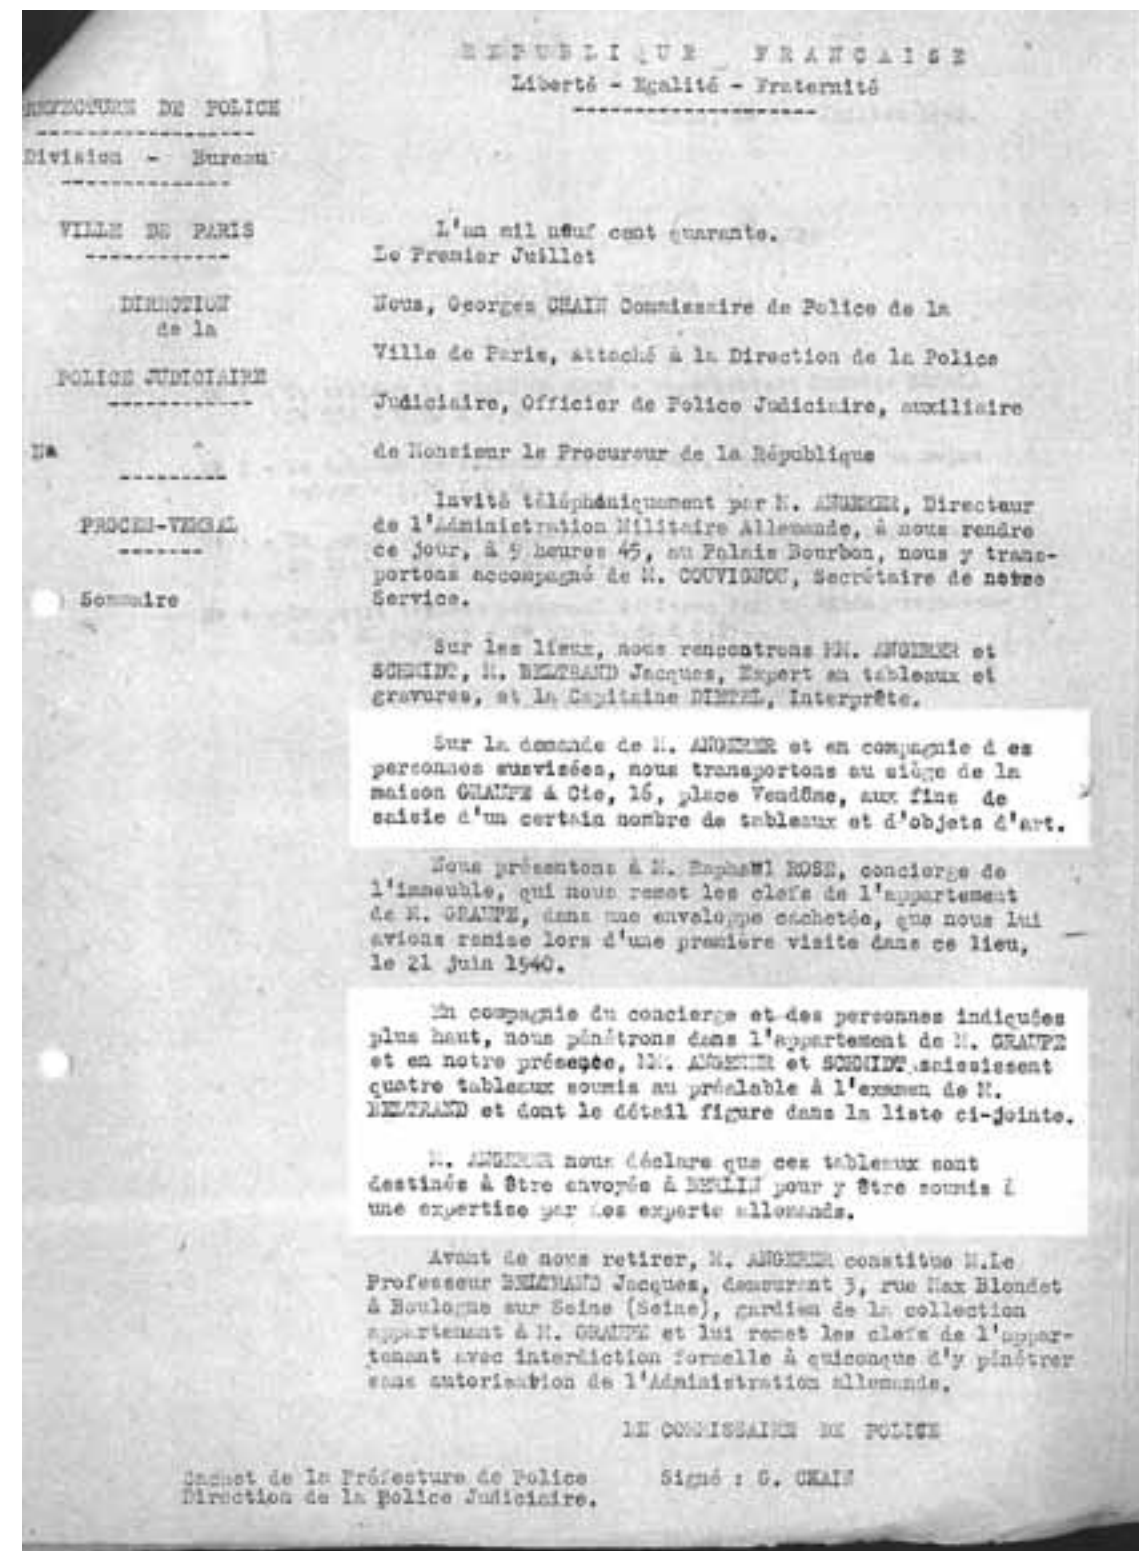 REPUBLIQUE FRANCAISE
Liberté - Egalité - Fraternité
PREFECTURE DE POLICE
Division - Bureau
VILLE DE PARIS
DIRECTION
de la
POLICE JUDICIAIRE
N°
PROCES-VERBAL
Sommaire
L'an mil neuf cent quarante.
Le Premier Juillet
Nous, Georges CHAIN Commissaire de Police de la
Ville de Paris, attaché à la Direction de la Police
Judiciaire, Officier de Police Judiciaire, auxiliaire
de Monsieur le Procureur de la République
Invité téléphoniquement par M. ANGERER, Directeur
de l'Administration Militaire Allemande, à nous rendre
ce jour, à 9 heures 45, au Palais Bourbon, nous y trans-
portons accompagné de M. COUVIGNOU, Secrétaire de notre
Service.
Sur les lieux, nous rencontrons MM. ANGERER et
SCHMIDT, M. BELTRAND Jacques, Expert en tableaux et
gravures, et la Capitaine DIETEL, Interprête.
Sur la demande de M. ANGERER et en compagnie d es
personnes susvisées, nous transportons au siège de la
maison GRAUPE & Cie, 16, place Vendôme, aux fins de
saisie d'un certain nombre de tableaux et d'objets d'art.
Nous présentons à M. Raphaël ROSE, concierge de
l'immeuble, qui nous remet les clefs de l'appartement
de M. GRAUPE, dans une enveloppe cachetée, que nous lui
avions remise lors d'une première visite dans ce lieu,
le 21 juin 1940.
En compagnie du concierge et des personnes indiquées
plus haut, nous pénétrons dans l'appartement de M. GRAUPE
et en notre présence, MM. ANGERER et SCHMIDT saisissent
quatre tableaux soumis au préalable à l'examen de M.
BELTRAND et dont le détail figure dans la liste ci-jointe.
M. ANGERER nous déclare que ces tableaux sont
destinés à être envoyés à BERLIN pour y être soumis à
une expertise par des experts allemands.
Avant de nous retirer, M. ANGERER constitue M.Le
Professeur BELTRAND Jacques, demeurant 3, rue Max Blondet
à Boulogne sur Seine (Seine), gardien de la collection
appartenant à M. GRAUPE et lui remet les clefs de l'appar-
tenant avec interdiction formelle à quiconque d'y pénétrer
sans autorisation de l'Administration allemande.
LE COMMISSAIRE DE POLICE
Cachet de la Préfecture de Police
Direction de la Police Judiciaire.
Signé : G. CHAIN